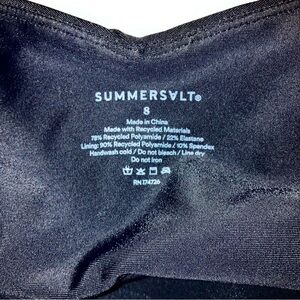 SUMMERSALT®
8
Made in China
Made with Recycled Materials
78% Recycled Polyamide / 22% Elastane
Lining: 90% Recycled Polyamide / 10% Spandex
Handwash cold / Do not bleach / Line dry
Do not iron
RN 174726